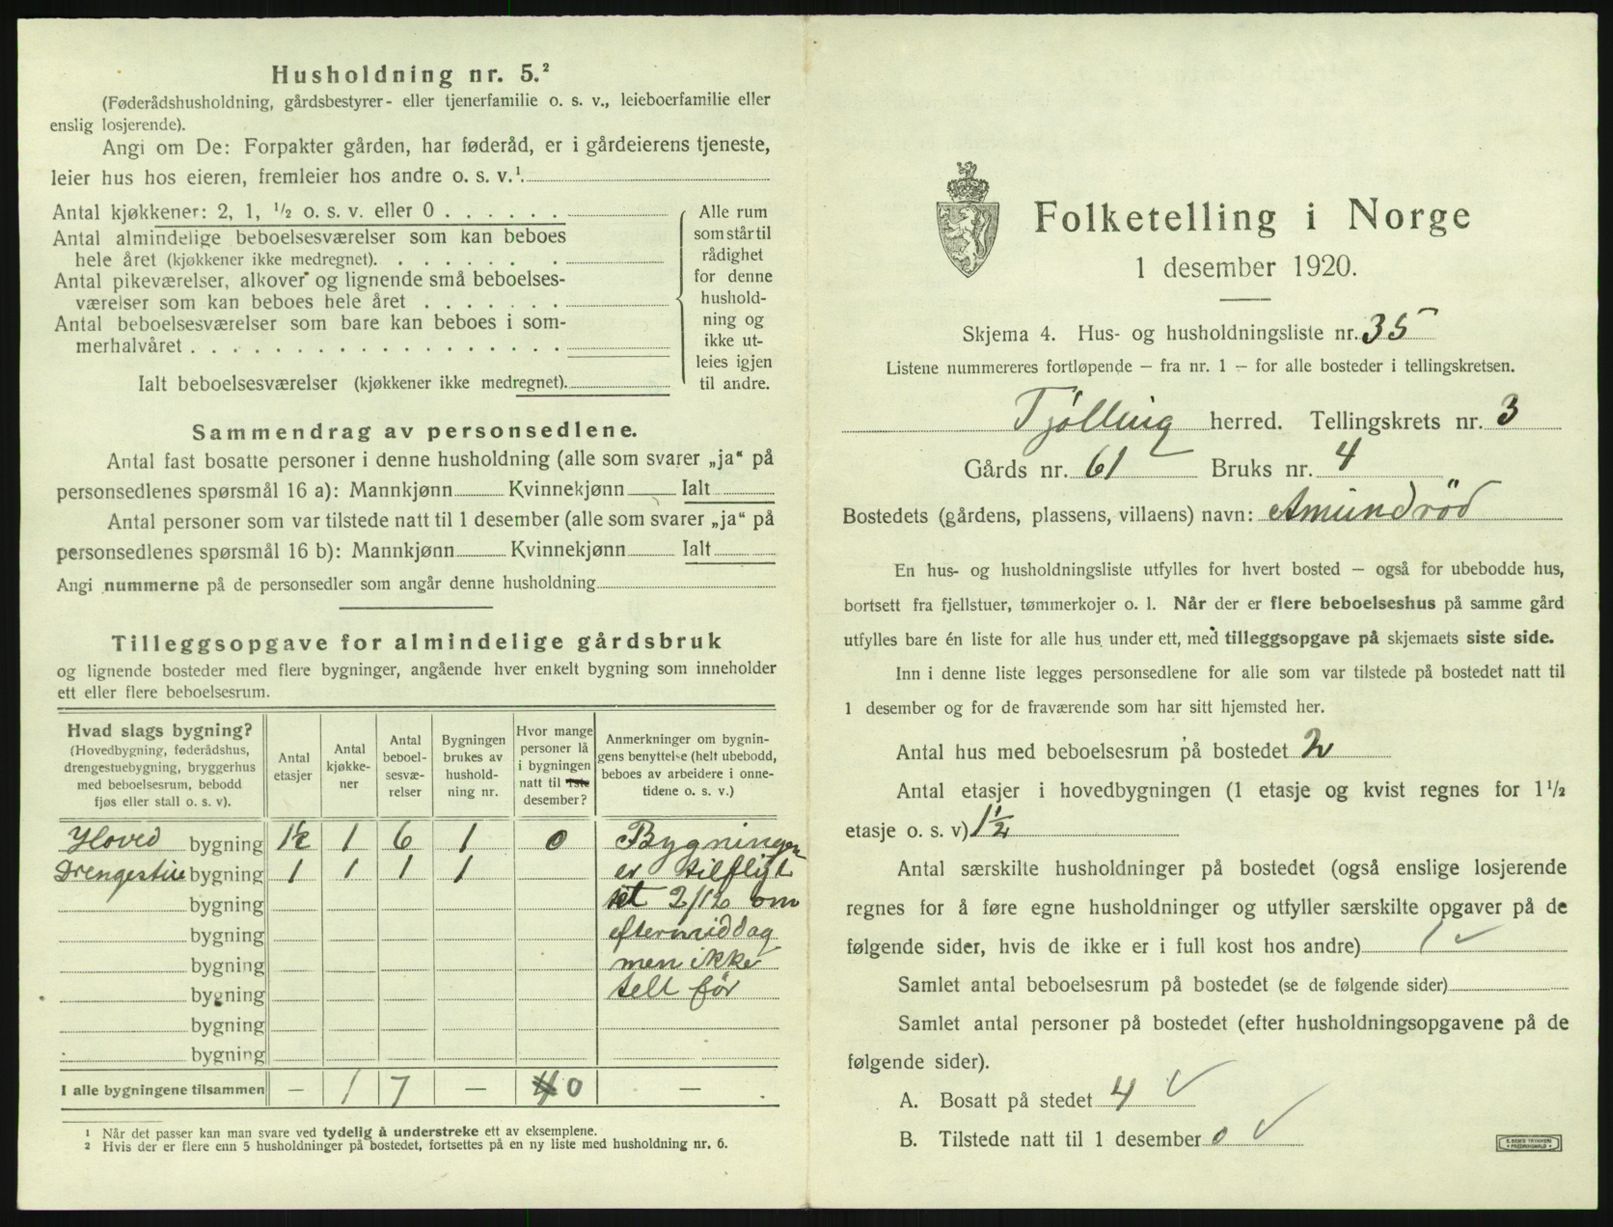 Husholdning nr. 5.²
(Føderådshusholdning, gårdsbestyrer- eller tjenerfamilie o. s. v., leieboerfamilie eller
enslig losjerende).
Angi om De: Forpakter gården, har føderåd, er i gårdeierens tjeneste,
leier hus hos eieren, fremleier hos andre o. s. v.¹
Antal kjøkkener: 2, 1, ½ o. s. v. eller 0
Antal almindelige beboelsesværelser som kan beboes
hele året (kjøkkener ikke medregnet).
Antal pikeværelser, alkover og lignende små beboelses-
værelser som kan beboes hele året
Antal beboelsesværelser som bare kan beboes i som-
merhalvåret
Ialt beboelsesværelser (kjøkkener ikke medregnet).
Alle rum
som står til
rådighet
for denne
hushold-
ning og
ikke ut-
leies igjen
til andre.
Sammendrag av personsedlene.
Antal fast bosatte personer i denne husholdning (alle som svarer „ja“ på
personsedlenes spørsmål 16 a): Mannkjønn Kvinnekjønn Ialt
Antal personer som var tilstede natt til 1 desember (alle som svarer „ja“ på
personsedlenes spørsmål 16 b): Mannkjønn Kvinnekjønn Ialt
Angi nummerne på de personsedler som angår denne husholdning
Tilleggsopgave for almindelige gårdsbruk
og lignende bosteder med flere bygninger, angående hver enkelt bygning som inneholder
ett eller flere beboelsesrum.
Hvad slags bygning?
(Hovedbygning, føderådshus,
drengestuebygning, bryggerhus
med beboelsesrum, bebodd
fjøs eller stall o. s. v).
Antal
etasjer
Antal
kjøkke-
ner
Antal
beboel-
sesvæ-
relser
Bygningen
brukes av
hushold-
ning nr.
Hvor mange
personer lå
i bygningen
natt til 1ste
desember?
Anmerkninger om bygnin-
gens benyttelse (helt ubebodd,
beboes av arbeidere i onne-
tidene o. s. v.)
Hoved bygning 1½ 1 6 1 0 Bygningen
Drengestue bygning 1 1 1 1 er tilflyt
bygning tet 2/12 om
bygning eftermiddag
bygning men ikke
bygning tell før
bygning
bygning
I alle bygningene tilsammen — 1 7 — 4 0 —
¹ Når det passer kan man svare ved tydelig å understreke ett av eksemplene.
² Hvis der er flere enn 5 husholdninger på bostedet, fortsettes på en ny liste med husholdning nr. 6.
Folketelling i Norge
1 desember 1920.
Skjema 4. Hus- og husholdningsliste nr. 35
Listene nummereres fortløpende — fra nr. 1 — for alle bosteder i tellingskretsen.
Tjølling herred. Tellingskrets nr. 3
Gårds nr. 61 Bruks nr. 4
Bostedets (gårdens, plassens, villaens) navn: Amundrød
En hus- og husholdningsliste utfylles for hvert bosted — også for ubebodde hus,
bortsett fra fjellstuer, tømmerkojer o. l. Når der er flere beboelseshus på samme gård
utfylles bare én liste for alle hus under ett, med tilleggsopgave på skjemaets siste side.
Inn i denne liste legges personsedlene for alle som var tilstede på bostedet natt til
1 desember og for de fraværende som har sitt hjemsted her.
Antal hus med beboelsesrum på bostedet 2
Antal etasjer i hovedbygningen (1 etasje og kvist regnes for 1½
etasje o. s. v) 1½
Antal særskilte husholdninger på bostedet (også enslige losjerende
regnes for å føre egne husholdninger og utfyller særskilte opgaver på de
følgende sider, hvis de ikke er i full kost hos andre) 1 ✓
Samlet antal beboelsesrum på bostedet (se de følgende sider)
Samlet antal personer på bostedet (efter husholdningsopgavene på de
følgende sider).
A. Bosatt på stedet 4 ✓
B. Tilstede natt til 1 desember 0 ✓